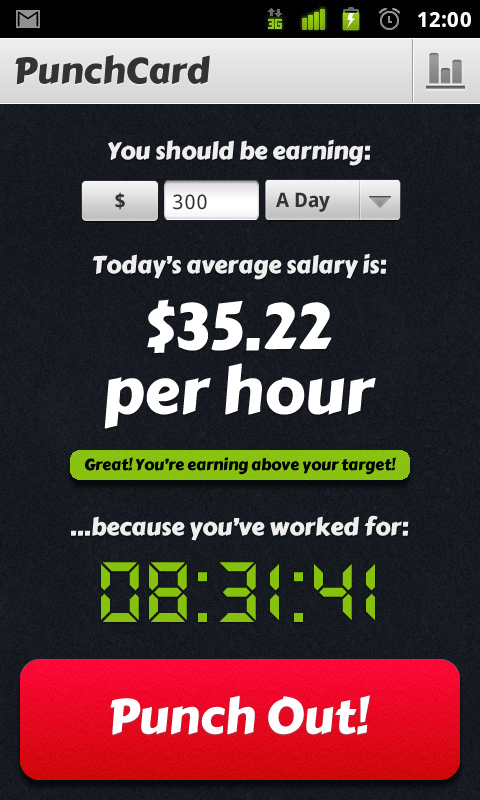 3G
12:00
PunchCard
You should be earning:
$ 300 A Day
Today's average salary is:
$35.22
per hour
Great! You're earning above your target!
...because you've worked for:
08:31:41
Punch Out!